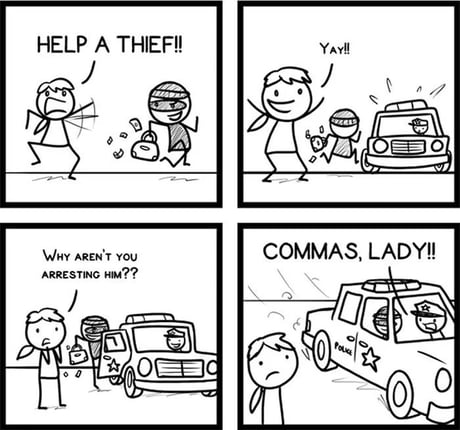 HELP A THIEF!!
YAY!!
WHY AREN'T YOU
ARRESTING HIM??
COMMAS, LADY!!
POLICE